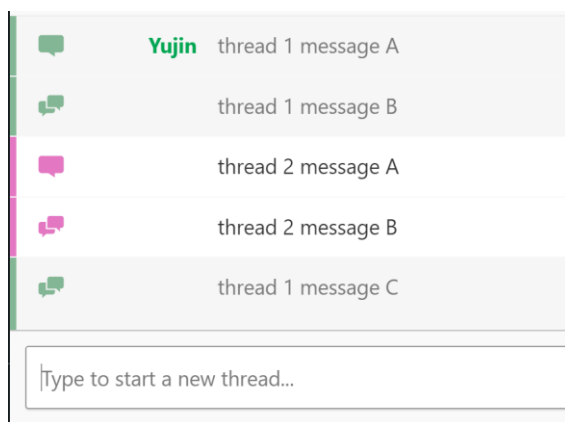 Yujin thread 1 message A
thread 1 message B
thread 2 message A
thread 2 message B
thread 1 message C
Type to start a new thread...